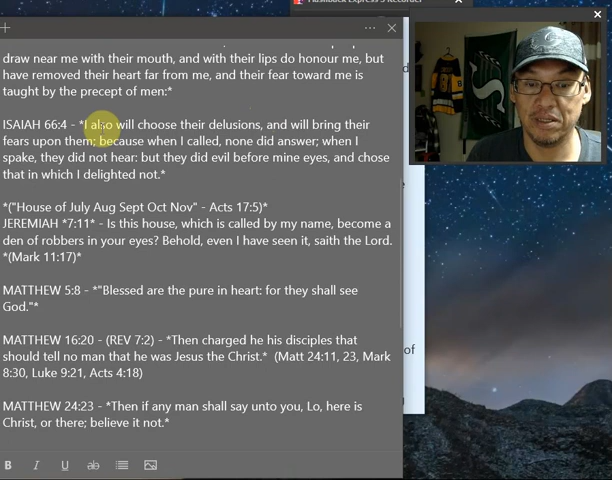 Flashback Express 5 Recorder
draw near me with their mouth, and with their lips do honour me, but
have removed their heart far from me, and their fear toward me is
taught by the precept of men:*
ISAIAH 66:4 - *I also will choose their delusions, and will bring their
fears upon them; because when I called, none did answer; when I
spake, they did not hear: but they did evil before mine eyes, and chose
that in which I delighted not.*
*("House of July Aug Sept Oct Nov" - Acts 17:5)*
JEREMIAH *7:11* - Is this house, which is called by my name, become a
den of robbers in your eyes? Behold, even I have seen it, saith the Lord.
*(Mark 11:17)*
MATTHEW 5:8 - *"Blessed are the pure in heart: for they shall see
God."*
MATTHEW 16:20 - (REV 7:2) - *Then charged he his disciples that
should tell no man that he was Jesus the Christ.* (Matt 24:11, 23, Mark
8:30, Luke 9:21, Acts 4:18)
of
MATTHEW 24:23 - *Then if any man shall say unto you, Lo, here is
Christ, or there; believe it not.*
B I U ab